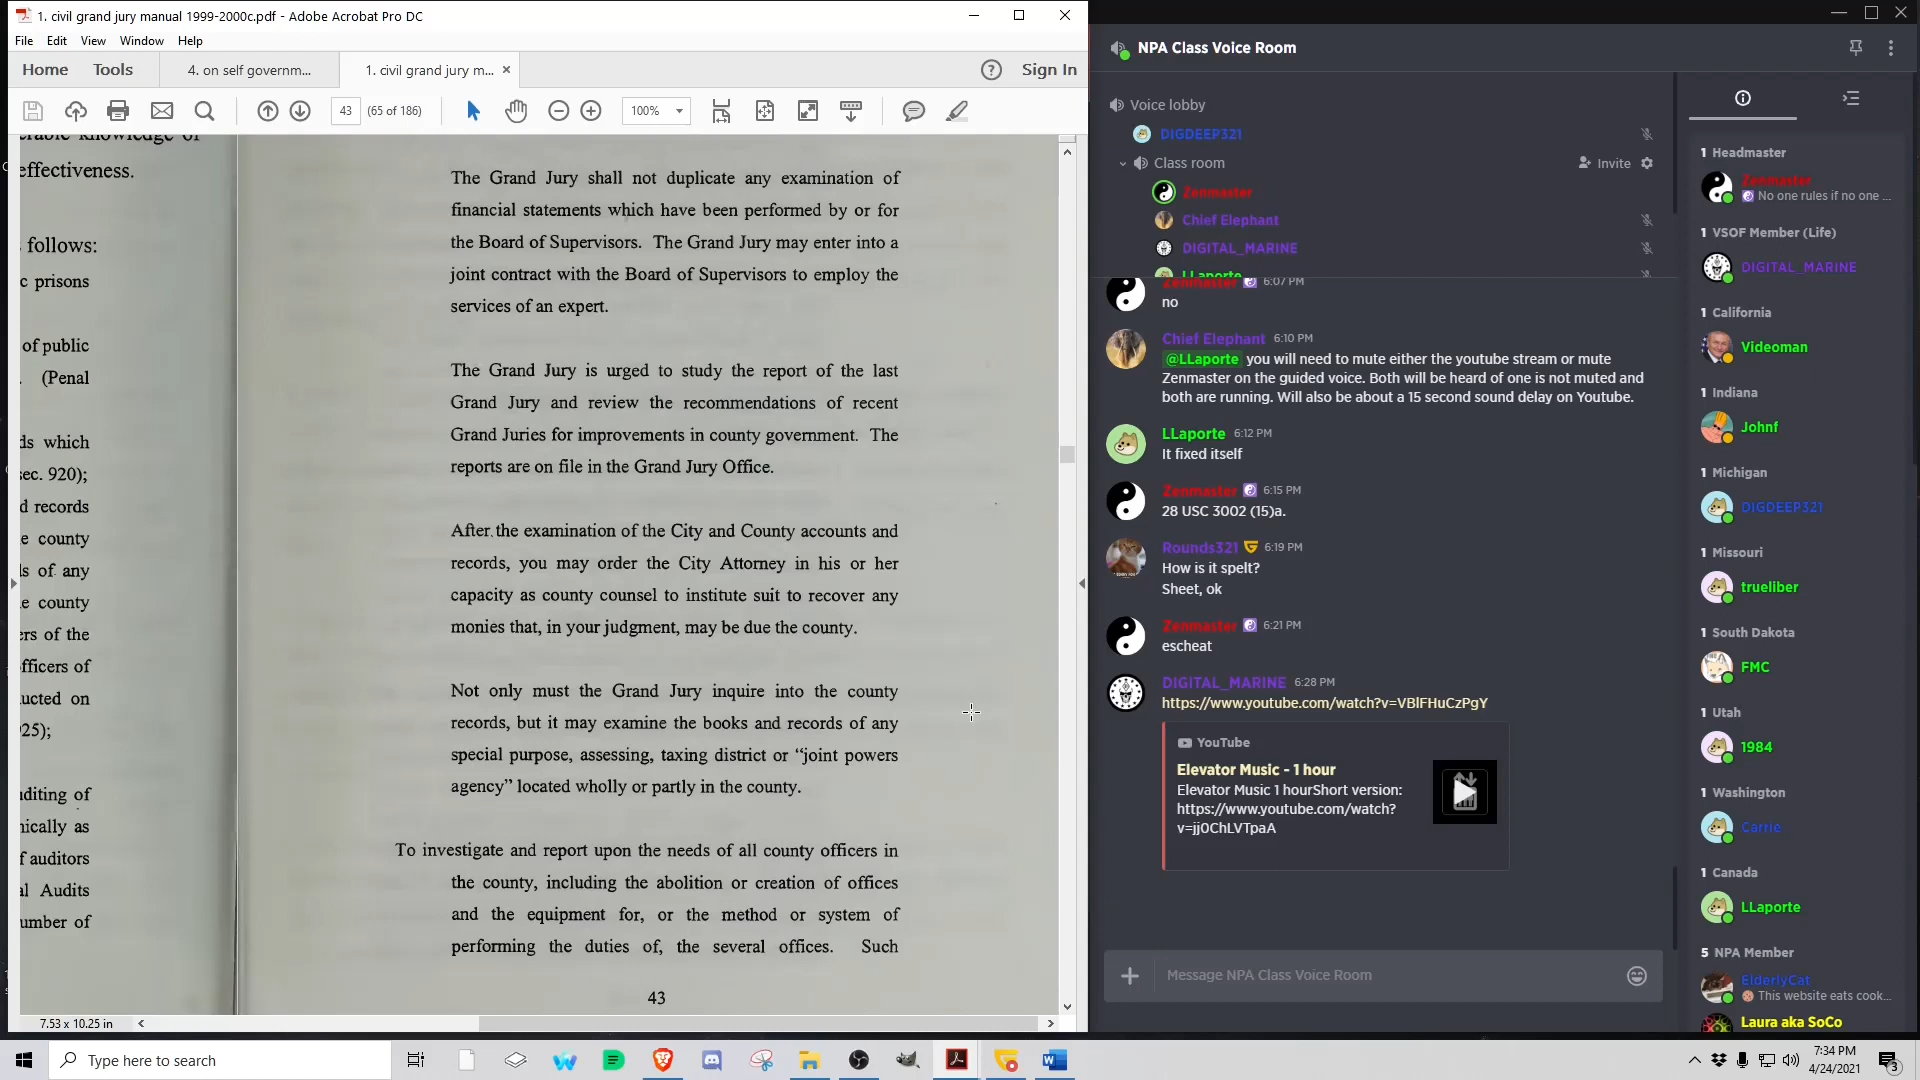 1. civil grand jury manual 1999-2000c.pdf - Adobe Acrobat Pro DC
File Edit View Window Help
Home Tools 4. on self governm... 1. civil grand jury m... × Sign In
43 (65 of 186) 100%
effectiveness.
follows:
c prisons
of public
(Penal
ds which
sec. 920);
d records
e county
ls of any
e county
ers of the
fficers of
ucted on
25);
uditing of
nically as
f auditors
al Audits
umber of
The Grand Jury shall not duplicate any examination of
financial statements which have been performed by or for
the Board of Supervisors. The Grand Jury may enter into a
joint contract with the Board of Supervisors to employ the
services of an expert.
The Grand Jury is urged to study the report of the last
Grand Jury and review the recommendations of recent
Grand Juries for improvements in county government. The
reports are on file in the Grand Jury Office.
After the examination of the City and County accounts and
records, you may order the City Attorney in his or her
capacity as county counsel to institute suit to recover any
monies that, in your judgment, may be due the county.
Not only must the Grand Jury inquire into the county
records, but it may examine the books and records of any
special purpose, assessing, taxing district or “joint powers
agency” located wholly or partly in the county.
To investigate and report upon the needs of all county officers in
the county, including the abolition or creation of offices
and the equipment for, or the method or system of
performing the duties of, the several offices. Such
43
7.53 x 10.25 in
NPA Class Voice Room
Voice lobby
DIGDEEP321
Class room Invite
Zenmaster
Chief Elephant
DIGITAL_MARINE
LLaporte
Zenmaster 6:07 PM
no
Chief Elephant 6:10 PM
@LLaporte you will need to mute either the youtube stream or mute
Zenmaster on the guided voice. Both will be heard of one is not muted and
both are running. Will also be about a 15 second sound delay on Youtube.
LLaporte 6:12 PM
It fixed itself
Zenmaster 6:15 PM
28 USC 3002 (15)a.
Rounds321 6:19 PM
How is it spelt?
Sheet, ok
Zenmaster 6:21 PM
escheat
DIGITAL_MARINE 6:28 PM
https://www.youtube.com/watch?v=VBlFHuCzPgY
YouTube
Elevator Music - 1 hour
Elevator Music 1 hourShort version:
https://www.youtube.com/watch?
v=jj0ChLVTpaA
Message NPA Class Voice Room
1 Headmaster
Zenmaster
No one rules if no one ...
1 VSOF Member (Life)
DIGITAL_MARINE
1 California
Videoman
1 Indiana
Johnf
1 Michigan
DIGDEEP321
1 Missouri
trueliber
1 South Dakota
FMC
1 Utah
1984
1 Washington
Carrie
1 Canada
LLaporte
5 NPA Member
ElderlyCat
This website eats cook...
Laura aka SoCo
Type here to search
7:34 PM
4/24/2021
3